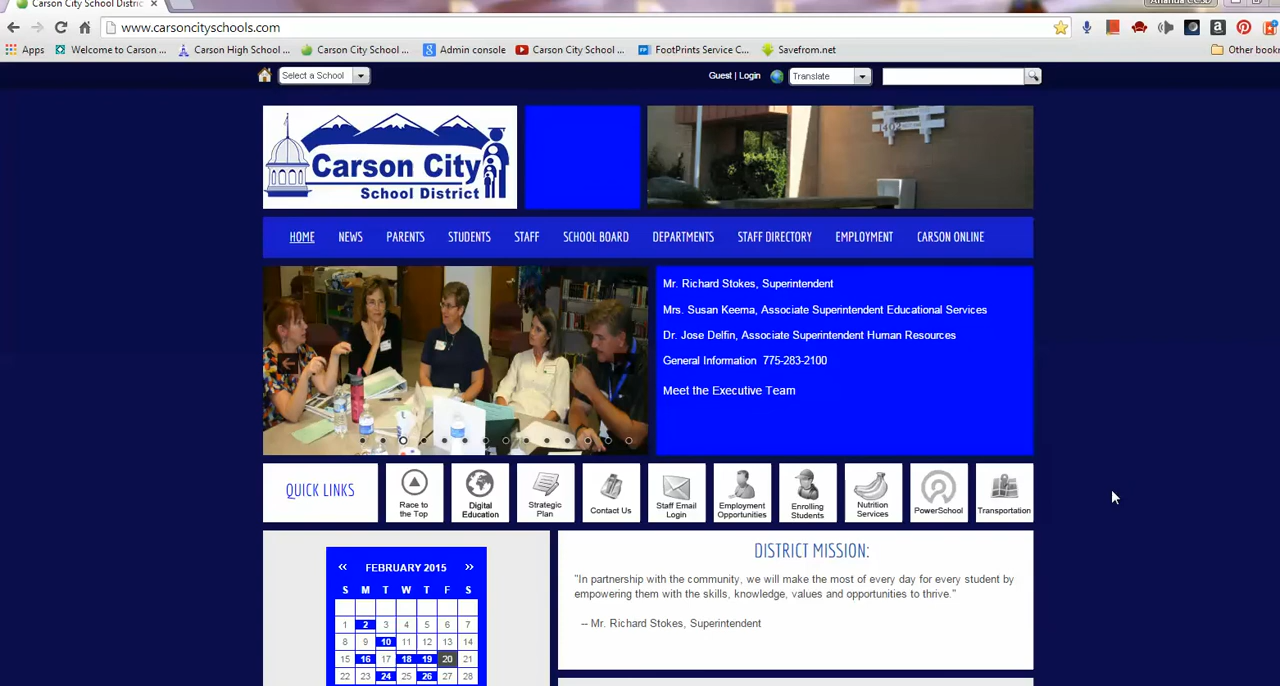 Carson City School Distric
www.carsoncityschools.com
Apps Welcome to Carson ... Carson High School ... Carson City School ... Admin console Carson City School ... FootPrints Service C... Savefrom.net Other bookm
Select a School Guest | Login Translate
Carson City
School District
HOME NEWS PARENTS STUDENTS STAFF SCHOOL BOARD DEPARTMENTS STAFF DIRECTORY EMPLOYMENT CARSON ONLINE
Mr. Richard Stokes, Superintendent
Mrs. Susan Keema, Associate Superintendent Educational Services
Dr. Jose Delfin, Associate Superintendent Human Resources
General Information 775-283-2100
Meet the Executive Team
QUICK LINKS
Race to
the Top
Digital
Education
Strategic
Plan
Contact Us
Staff Email
Login
Employment
Opportunities
Enrolling
Students
Nutrition
Services
PowerSchool
Transportation
« FEBRUARY 2015 »
S M T W T F S
1 2 3 4 5 6 7
8 9 10 11 12 13 14
15 16 17 18 19 20 21
22 23 24 25 26 27 28
DISTRICT MISSION:
"In partnership with the community, we will make the most of every day for every student by
empowering them with the skills, knowledge, values and opportunities to thrive."
-- Mr. Richard Stokes, Superintendent